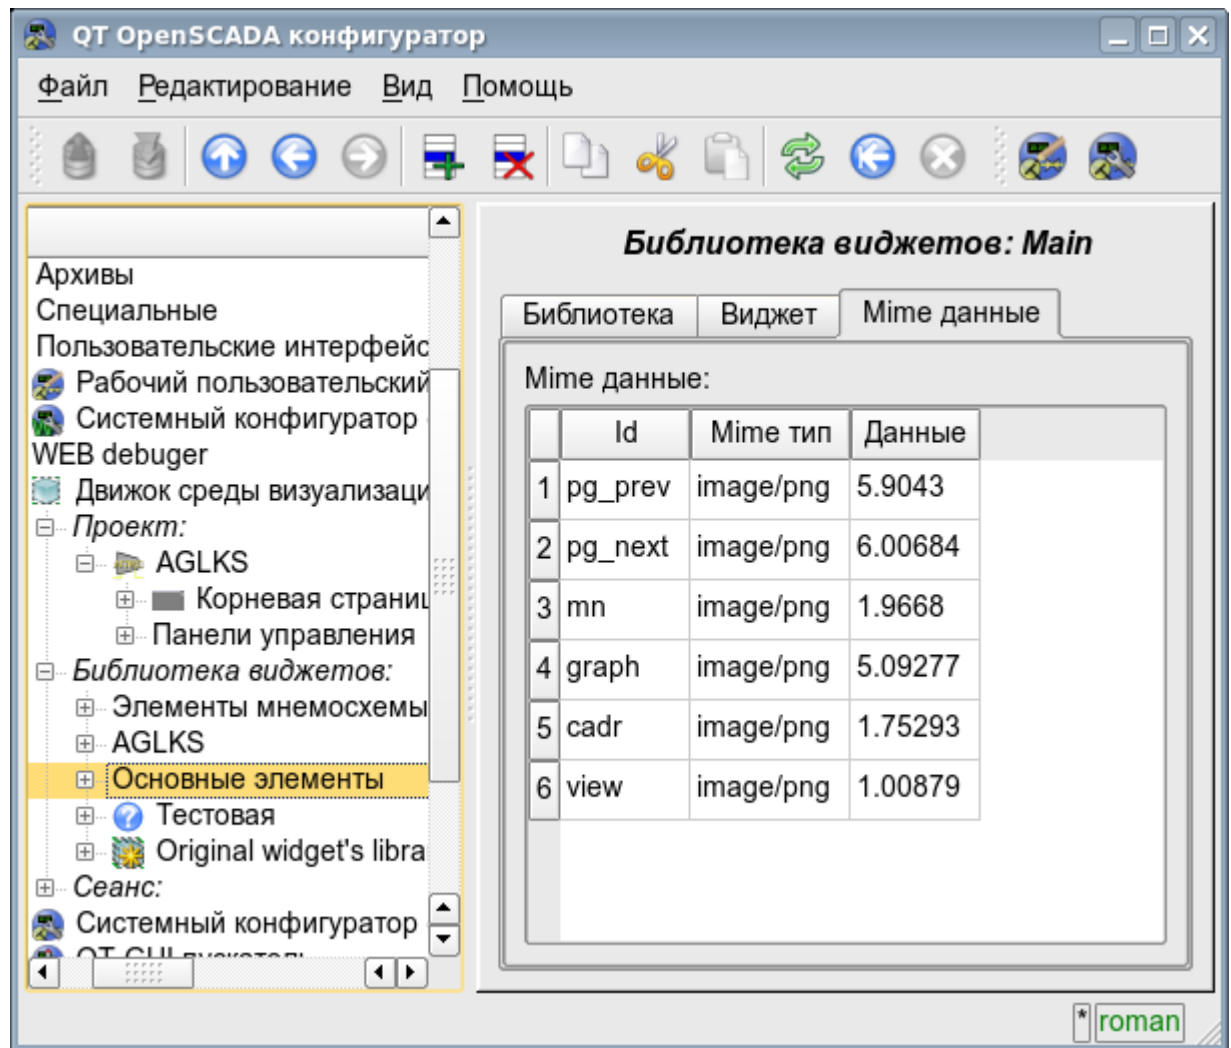 QT OpenSCADA конфигуратор
Файл Редактирование Вид Помощь
Архивы
Специальные
Пользовательские интерфейс
Рабочий пользовательский
Системный конфигуратор
WEB debuger
Движок среды визуализаци
Проект:
AGLKS
Корневая страниц
Панели управления
Библиотека виджетов:
Элементы мнемосхемы
AGLKS
Основные элементы
Тестовая
Original widget's libra
Сеанс:
Системный конфигуратор
QT GUI пускатель
Библиотека виджетов: Main
Библиотека Виджет Mime данные
Mime данные:
Id Mime тип Данные
1 pg_prev image/png 5.9043
2 pg_next image/png 6.00684
3 mn image/png 1.9668
4 graph image/png 5.09277
5 cadr image/png 1.75293
6 view image/png 1.00879
* roman